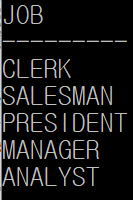 JOB
---------
CLERK
SALESMAN
PRESIDENT
MANAGER
ANALYST